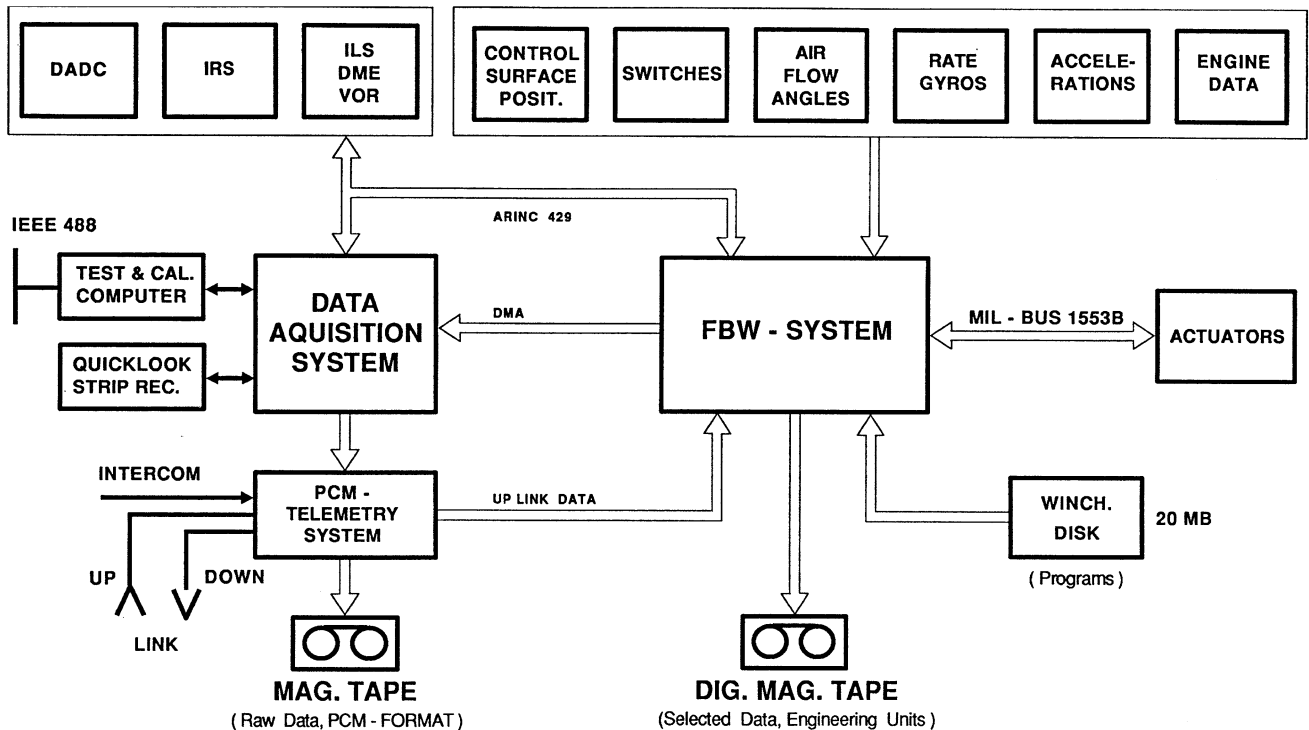 DADC
IRS
ILS
DME
VOR
CONTROL
SURFACE
POSIT.
SWITCHES
AIR
FLOW
ANGLES
RATE
GYROS
ACCELE-
RATIONS
ENGINE
DATA
ARINC 429
IEEE 488
TEST & CAL.
COMPUTER
DATA
AQUISITION
SYSTEM
DMA
FBW - SYSTEM
MIL - BUS 1553B
ACTUATORS
QUICKLOOK
STRIP REC.
INTERCOM
PCM -
TELEMETRY
SYSTEM
UP LINK DATA
WINCH.
DISK
20 MB
( Programs )
UP
DOWN
LINK
MAG. TAPE
( Raw Data, PCM - FORMAT )
DIG. MAG. TAPE
(Selected Data, Engineering Units )